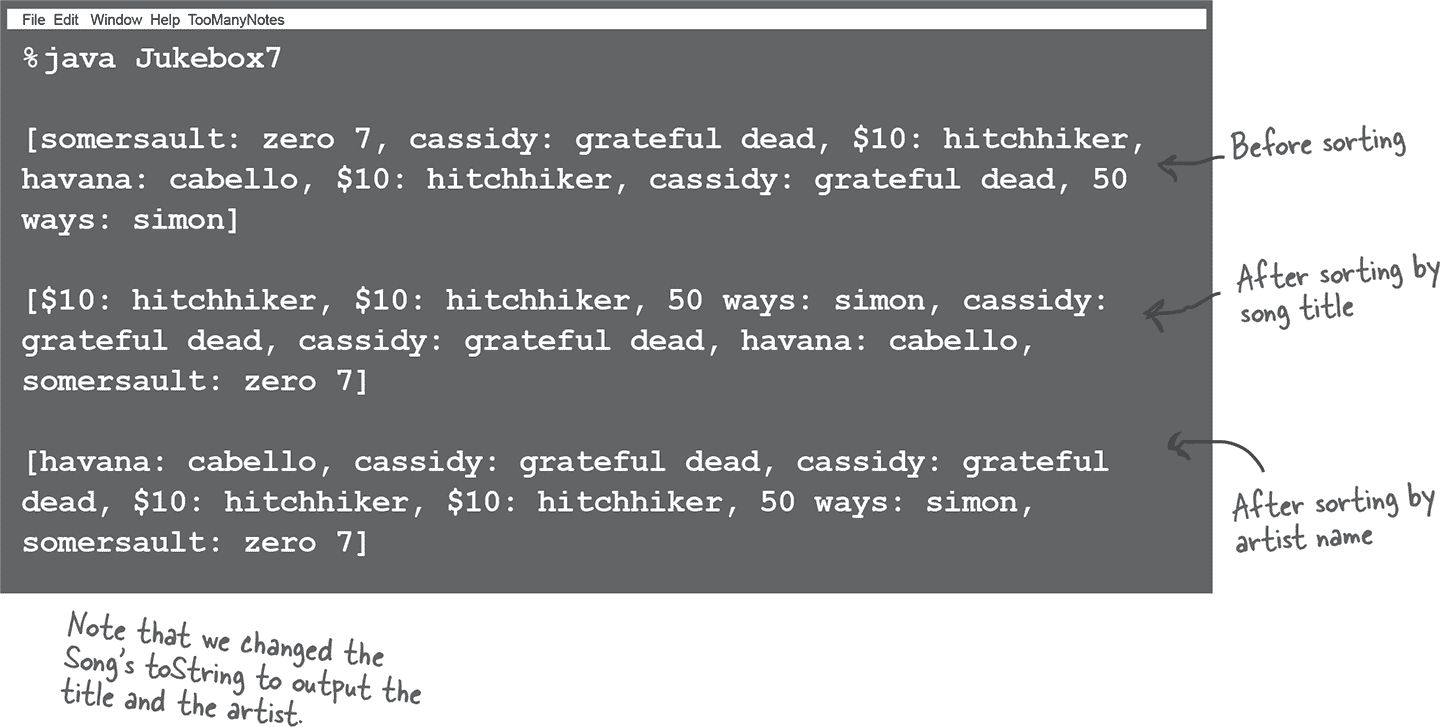 File Edit Window Help TooManyNotes
%java Jukebox7
[somersault: zero 7, cassidy: grateful dead, $10: hitchhiker,
havana: cabello, $10: hitchhiker, cassidy: grateful dead, 50
ways: simon]
Before sorting
[$10: hitchhiker, $10: hitchhiker, 50 ways: simon, cassidy:
grateful dead, cassidy: grateful dead, havana: cabello,
somersault: zero 7]
After sorting by
song title
[havana: cabello, cassidy: grateful dead, cassidy: grateful
dead, $10: hitchhiker, $10: hitchhiker, 50 ways: simon,
somersault: zero 7]
After sorting by
artist name
Note that we changed the
Song's toString to output the
title and the artist.